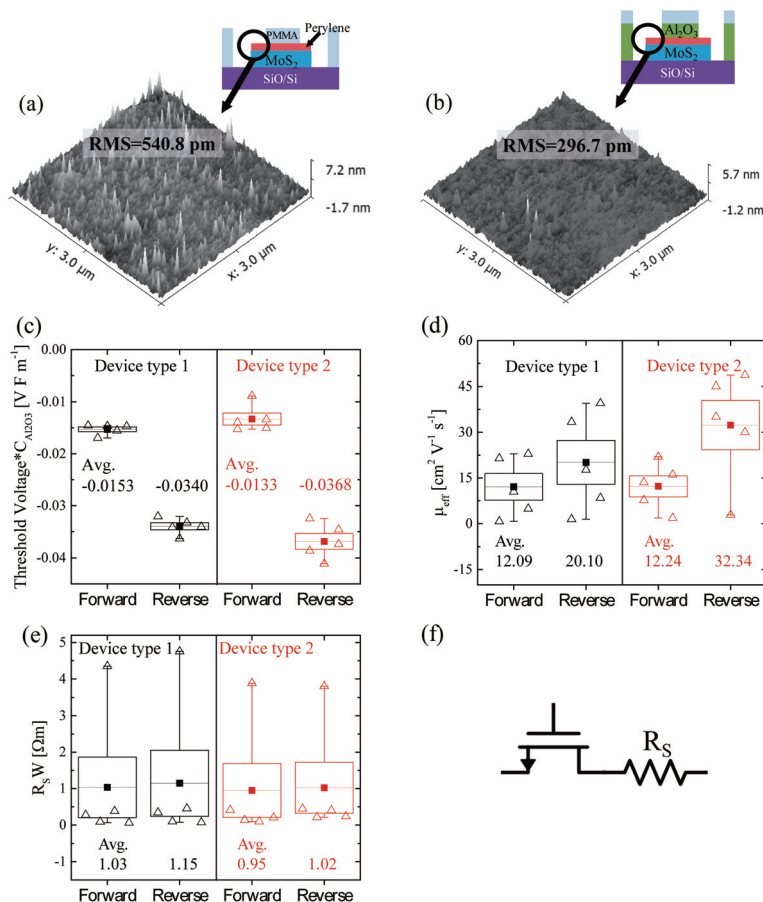 PMMA
Perylene
MoS2
SiO/Si
(a)
RMS=540.8 pm
7.2 nm
-1.7 nm
y: 3.0 μm
x: 3.0 μm
Al2O3
MoS2
SiO/Si
(b)
RMS=296.7 pm
5.7 nm
-1.2 nm
y: 3.0 μm
x: 3.0 μm
(c)
Threshold Voltage*C_Al2O3 [V F m-1]
0.00
-0.01
-0.02
-0.03
-0.04
Device type 1
Device type 2
Avg.
-0.0153
-0.0340
Avg.
-0.0133
-0.0368
Forward
Reverse
Forward
Reverse
(d)
μeff [cm2 V-1 s-1]
60
45
30
15
0
-15
Device type 1
Device type 2
Avg.
12.09
20.10
Avg.
12.24
32.34
Forward
Reverse
Forward
Reverse
(e)
RSW [Ωm]
5
4
3
2
1
0
-1
Device type 1
Device type 2
Avg.
1.03
1.15
Avg.
0.95
1.02
Forward
Reverse
Forward
Reverse
(f)
RS